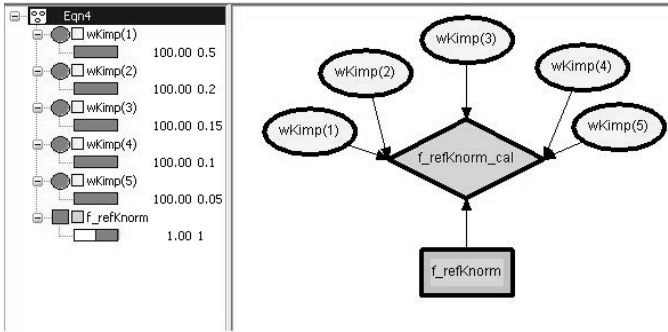 Eqn4
wKimp(1)
100.00 0.5
wKimp(2)
100.00 0.2
wKimp(3)
100.00 0.15
wKimp(4)
100.00 0.1
wKimp(5)
100.00 0.05
f_refKnorm
1.00 1
wKimp(3)
wKimp(2)
wKimp(4)
wKimp(1)
wKimp(5)
f_refKnorm_cal
f_refKnorm